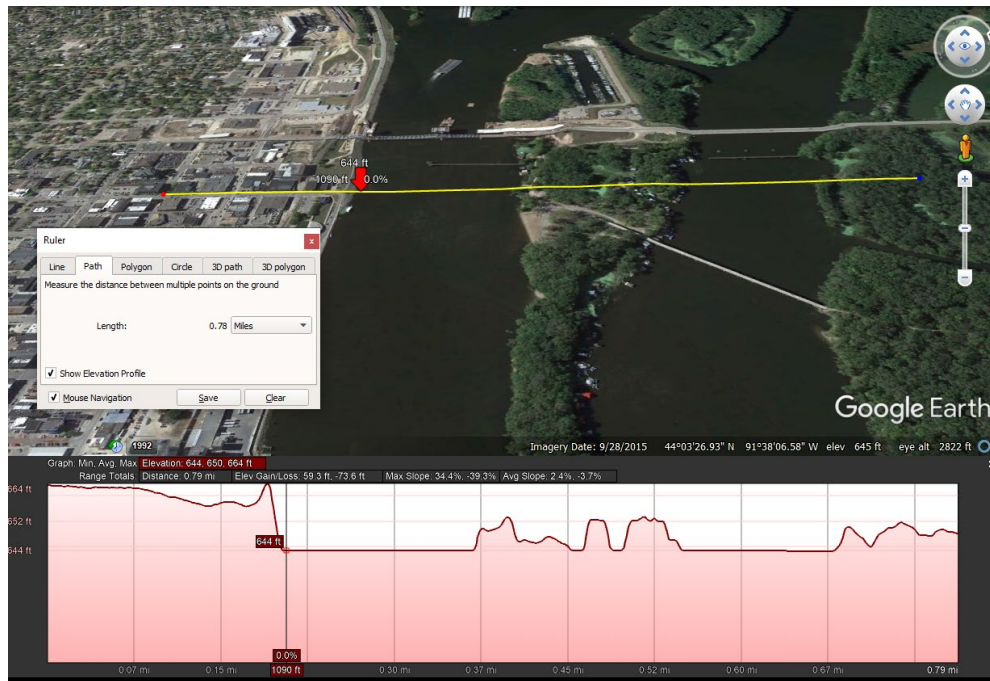 644 ft
1090 ft 0.0%
Ruler
x
Line Path Polygon Circle 3D path 3D polygon
Measure the distance between multiple points on the ground
Length: 0.78 Miles
Show Elevation Profile
Mouse Navigation Save Clear
Google Earth
1992
Imagery Date: 9/28/2015 44°03'26.93" N 91°38'06.58" W elev 645 ft eye alt 2822 ft
Graph: Min, Avg, Max Elevation: 644, 650, 664 ft
Range Totals Distance: 0.79 mi Elev Gain/Loss: 59.3 ft, -73.6 ft Max Slope: 34.4%, -39.3% Avg Slope: 2.4%, -3.7%
664 ft
652 ft
644 ft
644 ft
0.0%
0.07 mi 0.15 mi 1090 ft 0.30 mi 0.37 mi 0.45 mi 0.52 mi 0.60 mi 0.67 mi 0.79 mi